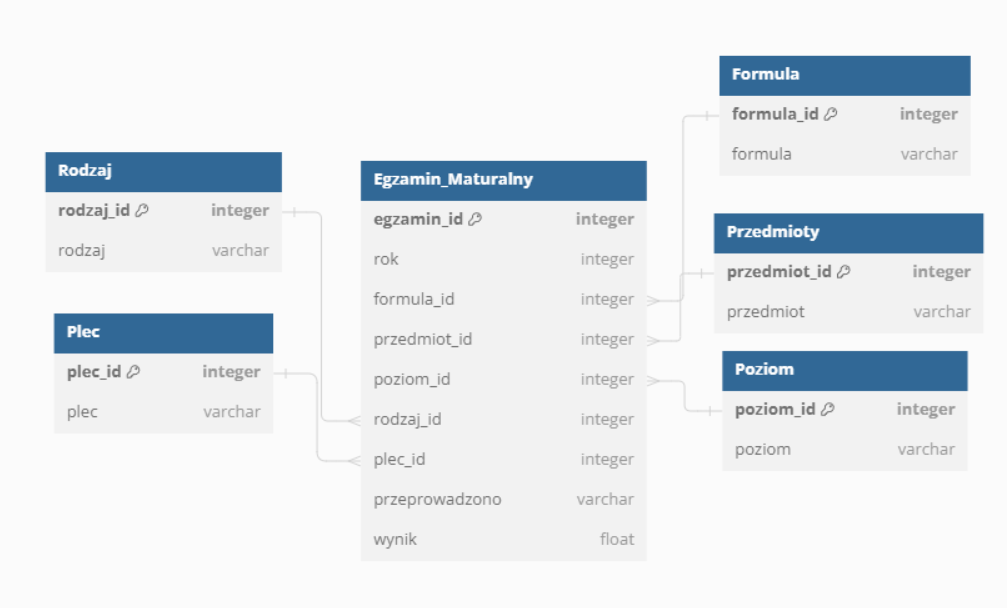 Rodzaj
rodzaj_id integer
rodzaj varchar
Plec
plec_id integer
plec varchar
Egzamin_Maturalny
egzamin_id integer
rok integer
formula_id integer
przedmiot_id integer
poziom_id integer
rodzaj_id integer
plec_id integer
przeprowadzono varchar
wynik float
Formula
formula_id integer
formula varchar
Przedmioty
przedmiot_id integer
przedmiot varchar
Poziom
poziom_id integer
poziom varchar